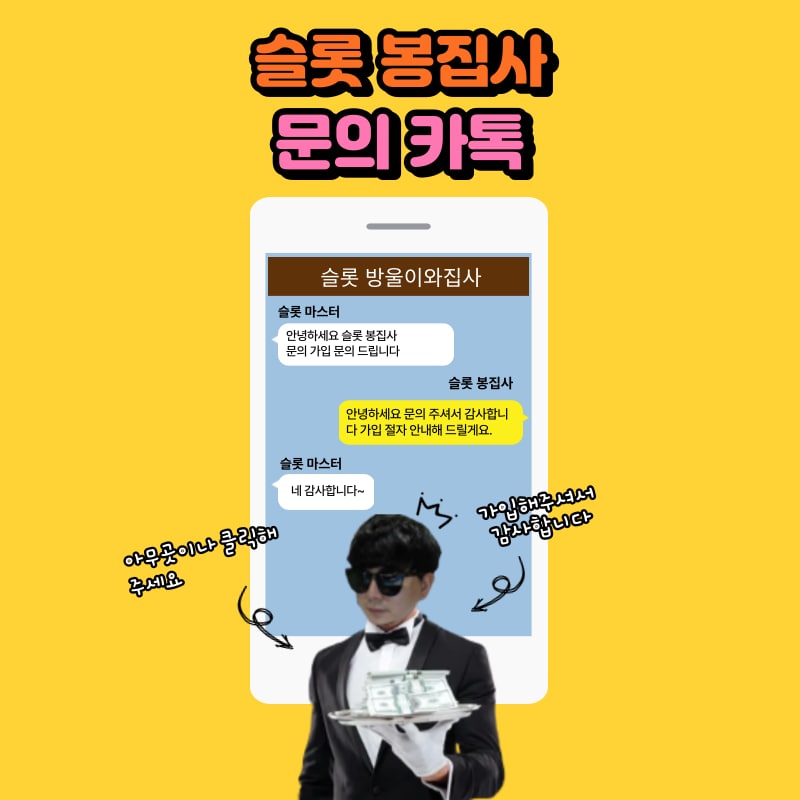 슬롯 봉집사
문의 카톡
슬롯 방울이와집사
슬롯 마스터
안녕하세요 슬롯 봉집사
문의 가입 문의 드립니다
슬롯 봉집사
안녕하세요 문의 주셔서 감사합니
다 가입 절자 안내해 드릴게요.
슬롯 마스터
네 감사합니다~
가입해주셔서
감사합니다
아무곳이나 클릭해
주세요